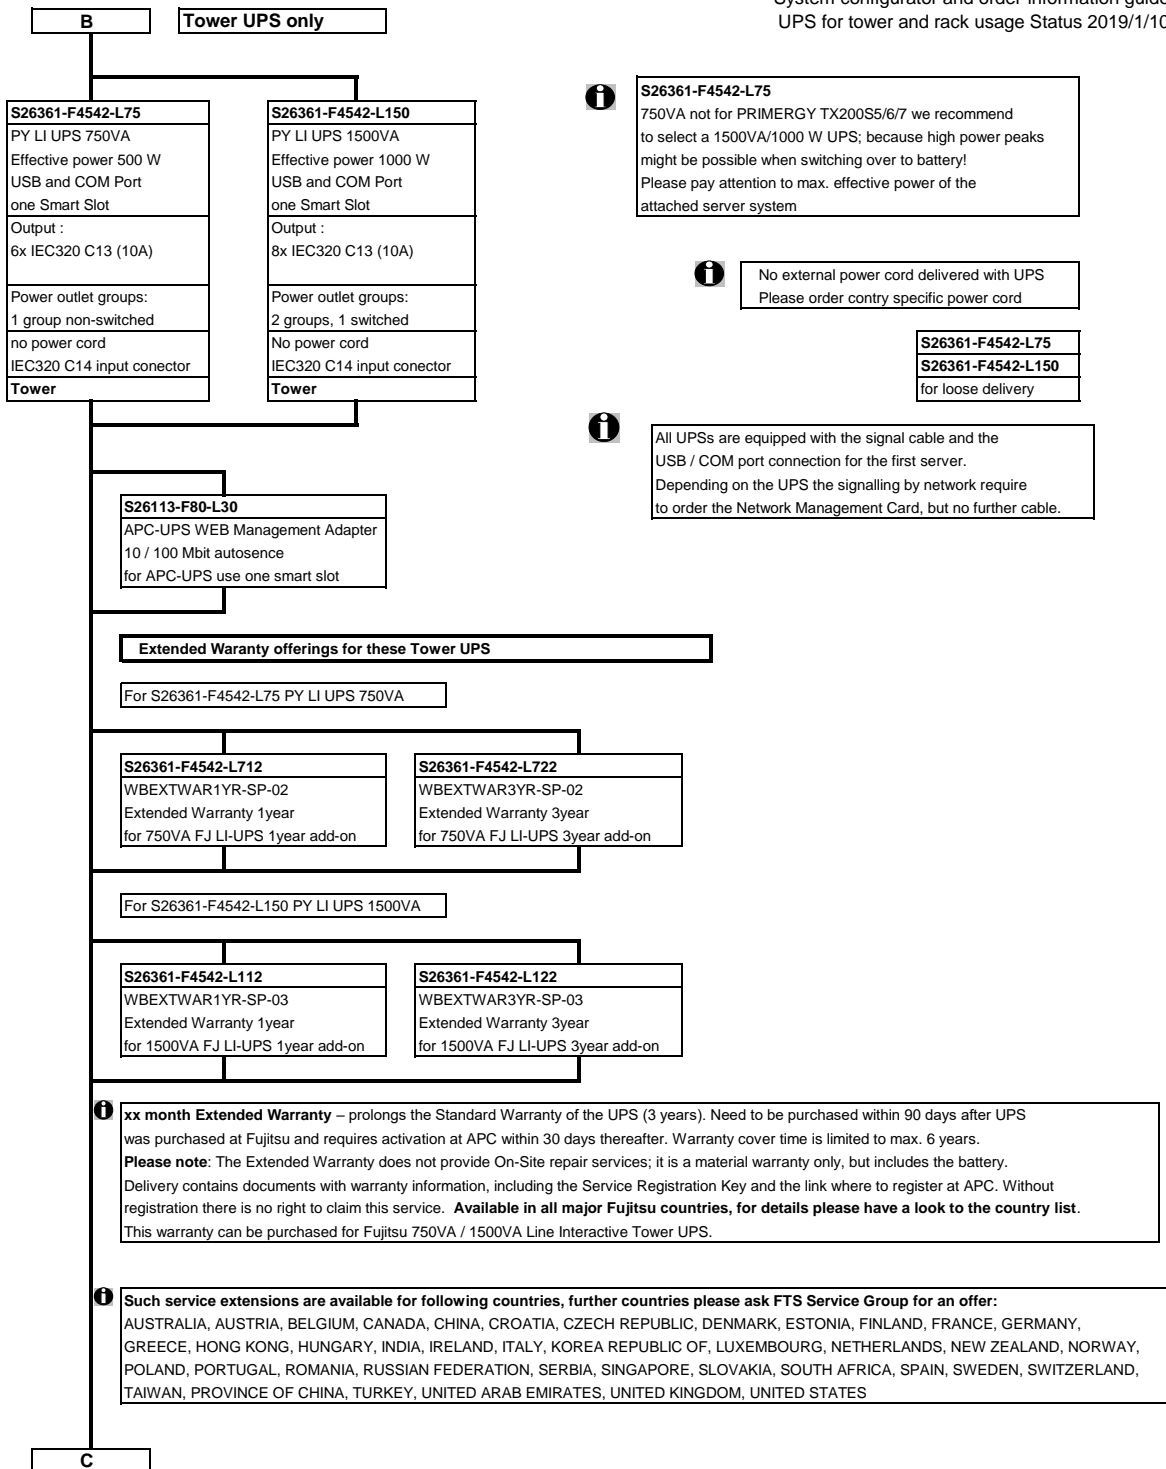 System configurator and order information guide
UPS for tower and rack usage Status 2019/1/10
B
Tower UPS only
S26361-F4542-L75
PY LI UPS 750VA
Effective power 500 W
USB and COM Port
one Smart Slot
Output :
6x IEC320 C13 (10A)
Power outlet groups:
1 group non-switched
no power cord
IEC320 C14 input conector
Tower
S26361-F4542-L150
PY LI UPS 1500VA
Effective power 1000 W
USB and COM Port
one Smart Slot
Output :
8x IEC320 C13 (10A)
Power outlet groups:
2 groups, 1 switched
No power cord
IEC320 C14 input conector
Tower
S26361-F4542-L75
750VA not for PRIMERGY TX200S5/6/7 we recommend
to select a 1500VA/1000 W UPS; because high power peaks
might be possible when switching over to battery!
Please pay attention to max. effective power of the
attached server system
No external power cord delivered with UPS
Please order contry specific power cord
S26361-F4542-L75
S26361-F4542-L150
for loose delivery
All UPSs are equipped with the signal cable and the
USB / COM port connection for the first server.
Depending on the UPS the signalling by network require
to order the Network Management Card, but no further cable.
S26113-F80-L30
APC-UPS WEB Management Adapter
10 / 100 Mbit autosence
for APC-UPS use one smart slot
Extended Waranty offerings for these Tower UPS
For S26361-F4542-L75 PY LI UPS 750VA
S26361-F4542-L712
WBEXTWAR1YR-SP-02
Extended Warranty 1year
for 750VA FJ LI-UPS 1year add-on
S26361-F4542-L722
WBEXTWAR3YR-SP-02
Extended Warranty 3year
for 750VA FJ LI-UPS 3year add-on
For S26361-F4542-L150 PY LI UPS 1500VA
S26361-F4542-L112
WBEXTWAR1YR-SP-03
Extended Warranty 1year
for 1500VA FJ LI-UPS 1year add-on
S26361-F4542-L122
WBEXTWAR3YR-SP-03
Extended Warranty 3year
for 1500VA FJ LI-UPS 3year add-on
xx month Extended Warranty – prolongs the Standard Warranty of the UPS (3 years). Need to be purchased within 90 days after UPS
was purchased at Fujitsu and requires activation at APC within 30 days thereafter. Warranty cover time is limited to max. 6 years.
Please note: The Extended Warranty does not provide On-Site repair services; it is a material warranty only, but includes the battery.
Delivery contains documents with warranty information, including the Service Registration Key and the link where to register at APC. Without
registration there is no right to claim this service. Available in all major Fujitsu countries, for details please have a look to the country list.
This warranty can be purchased for Fujitsu 750VA / 1500VA Line Interactive Tower UPS.
Such service extensions are available for following countries, further countries please ask FTS Service Group for an offer:
AUSTRALIA, AUSTRIA, BELGIUM, CANADA, CHINA, CROATIA, CZECH REPUBLIC, DENMARK, ESTONIA, FINLAND, FRANCE, GERMANY,
GREECE, HONG KONG, HUNGARY, INDIA, IRELAND, ITALY, KOREA REPUBLIC OF, LUXEMBOURG, NETHERLANDS, NEW ZEALAND, NORWAY,
POLAND, PORTUGAL, ROMANIA, RUSSIAN FEDERATION, SERBIA, SINGAPORE, SLOVAKIA, SOUTH AFRICA, SPAIN, SWEDEN, SWITZERLAND,
TAIWAN, PROVINCE OF CHINA, TURKEY, UNITED ARAB EMIRATES, UNITED KINGDOM, UNITED STATES
C